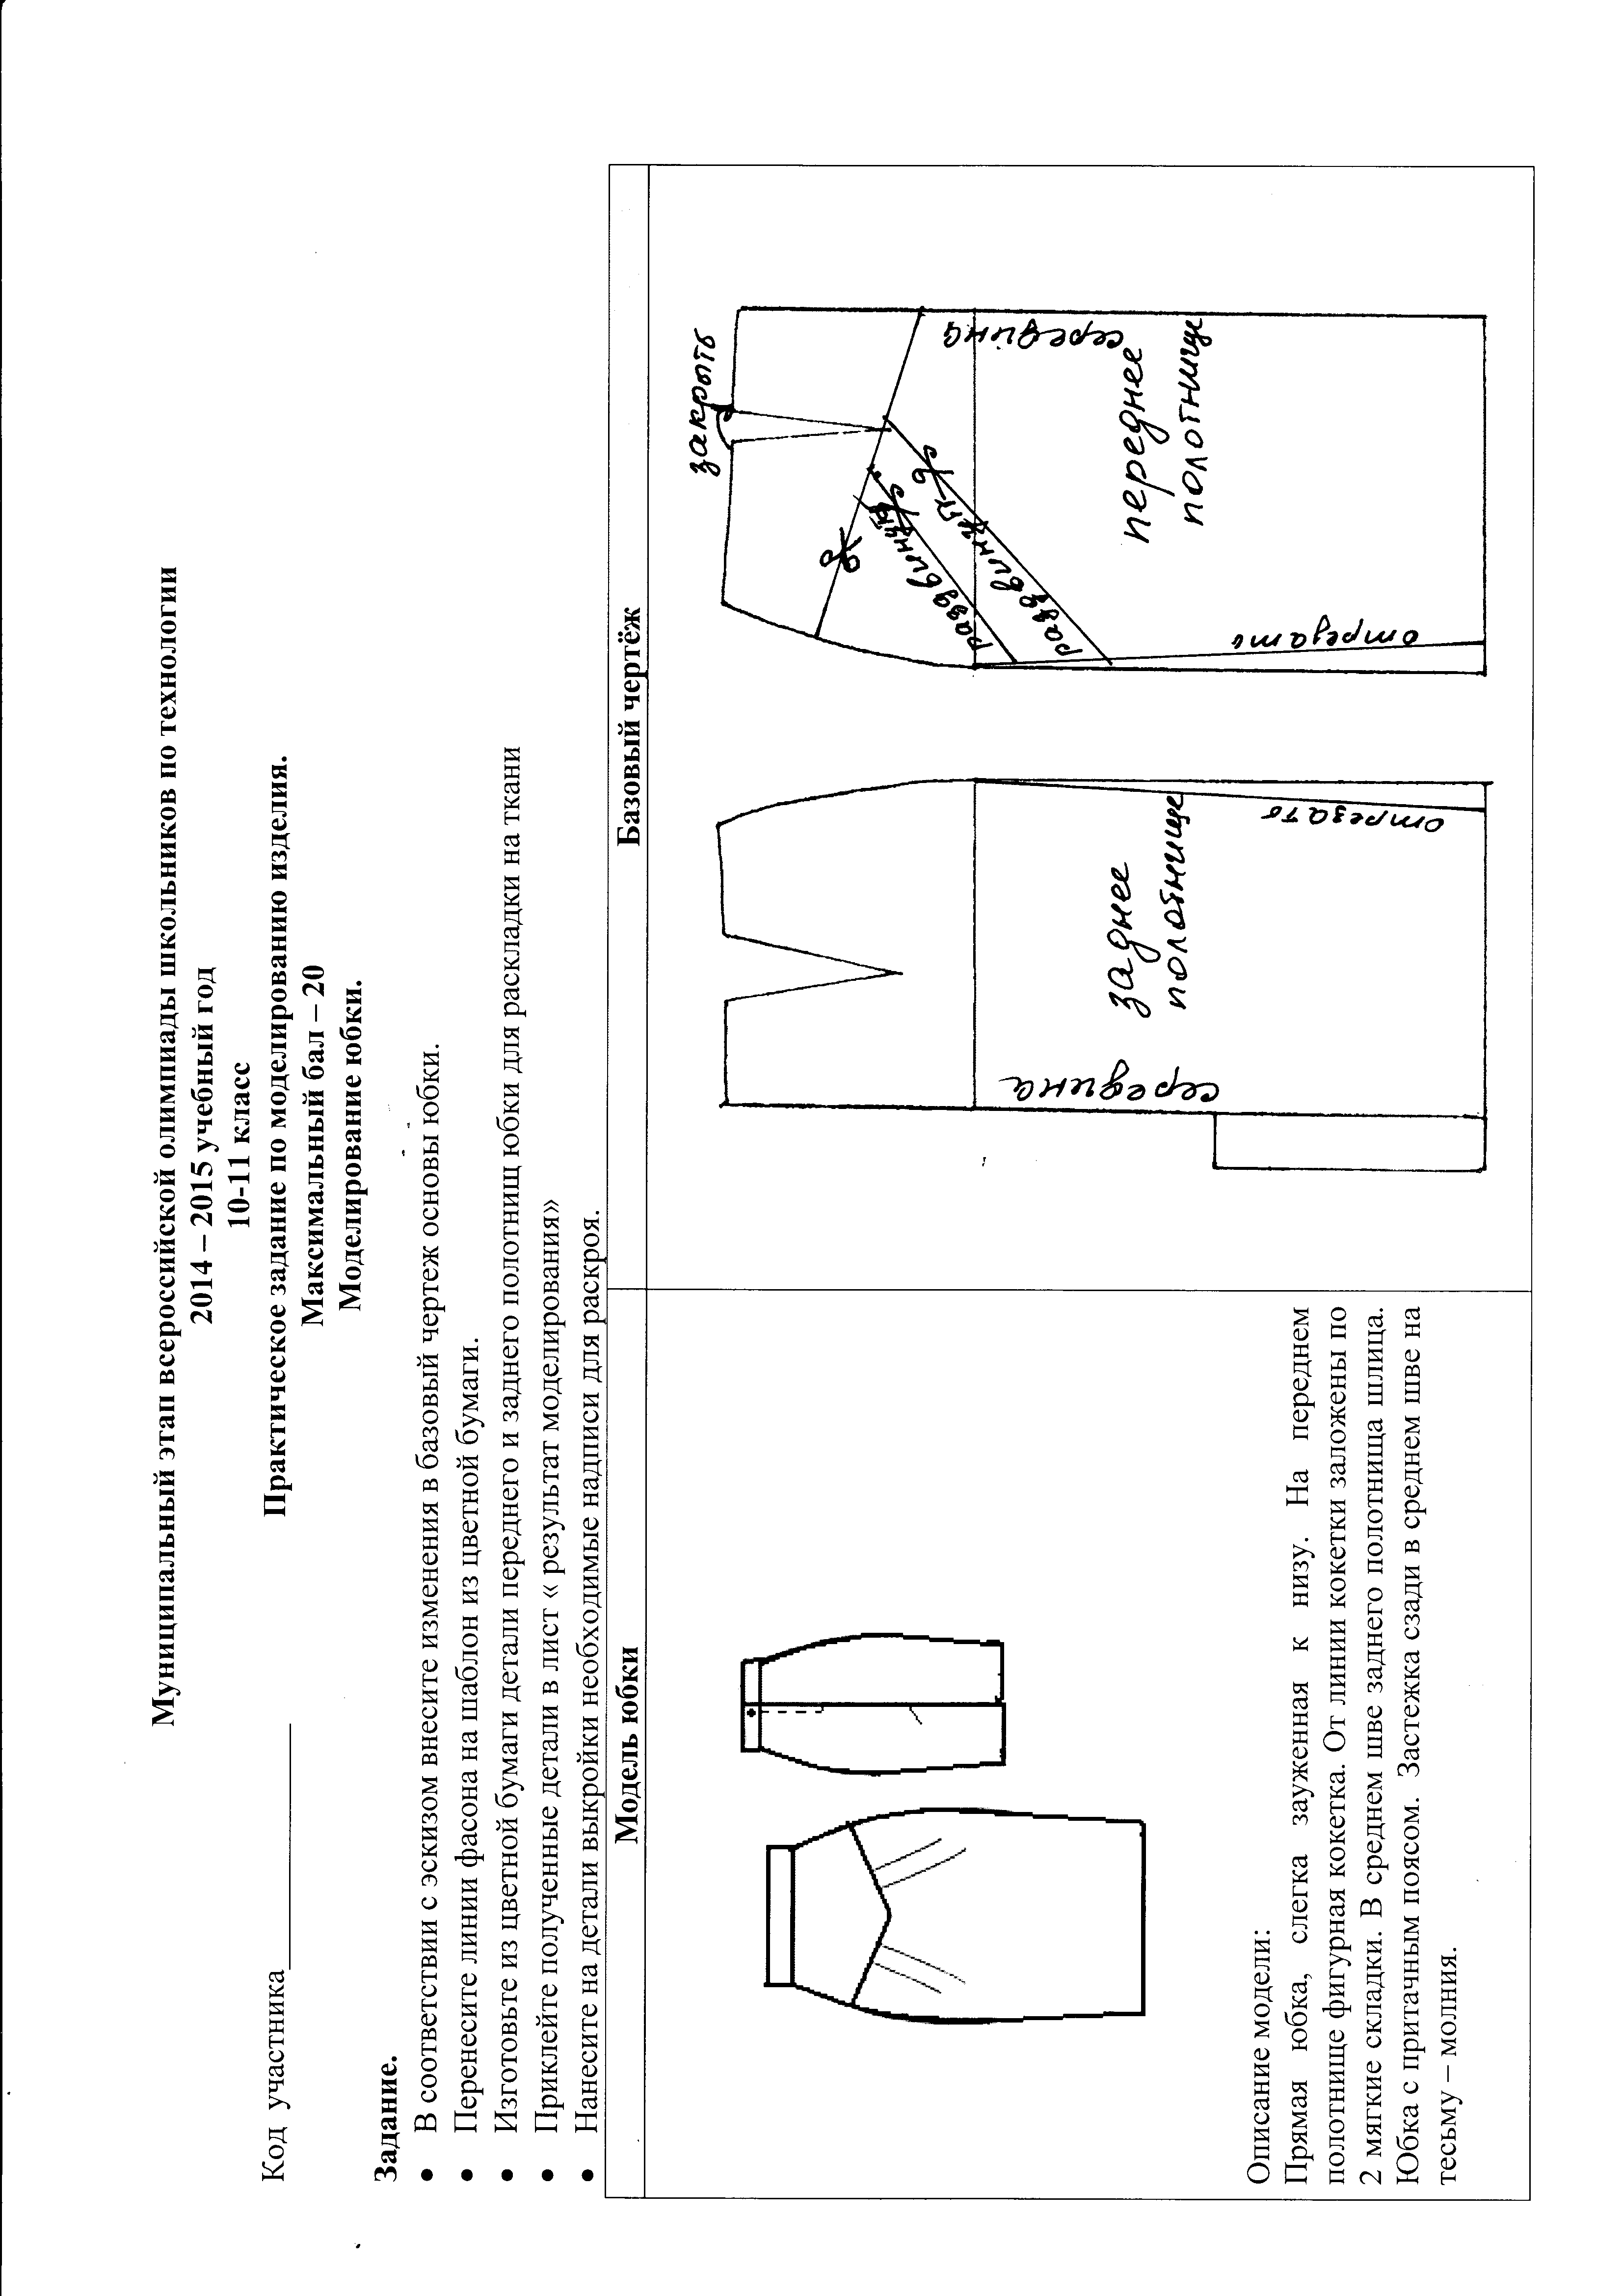 Муниципальный этап всероссийской олимпиады школьников по технологии
2014 – 2015 учебный год
10-11 класс
Код участника_______________
Практическое задание по моделированию изделия.
Максимальный бал – 20
Моделирование юбки.
Задание.
• В соответствии с эскизом внесите изменения в базовый чертеж основы юбки.
• Перенесите линии фасона на шаблон из цветной бумаги.
• Изготовьте из цветной бумаги детали переднего и заднего полотнищ юбки для раскладки на ткани
• Приклейте полученные детали в лист « результат моделирования»
• Нанесите на детали выкройки необходимые надписи для раскроя.
Модель юбки
Базовый чертёж
Описание модели:
Прямая юбка, слегка зауженная к низу. На переднем
полотнище фигурная кокетка. От линии кокетки заложены по
2 мягкие складки. В среднем шве заднего полотнища шлица.
Юбка с притачным поясом. Застежка сзади в среднем шве на
тесьму – молния.
середина
заднее
полотнище
отрезать
закрыть
раздвинуть
раздвинуть
середина
переднее
полотнище
отрезать